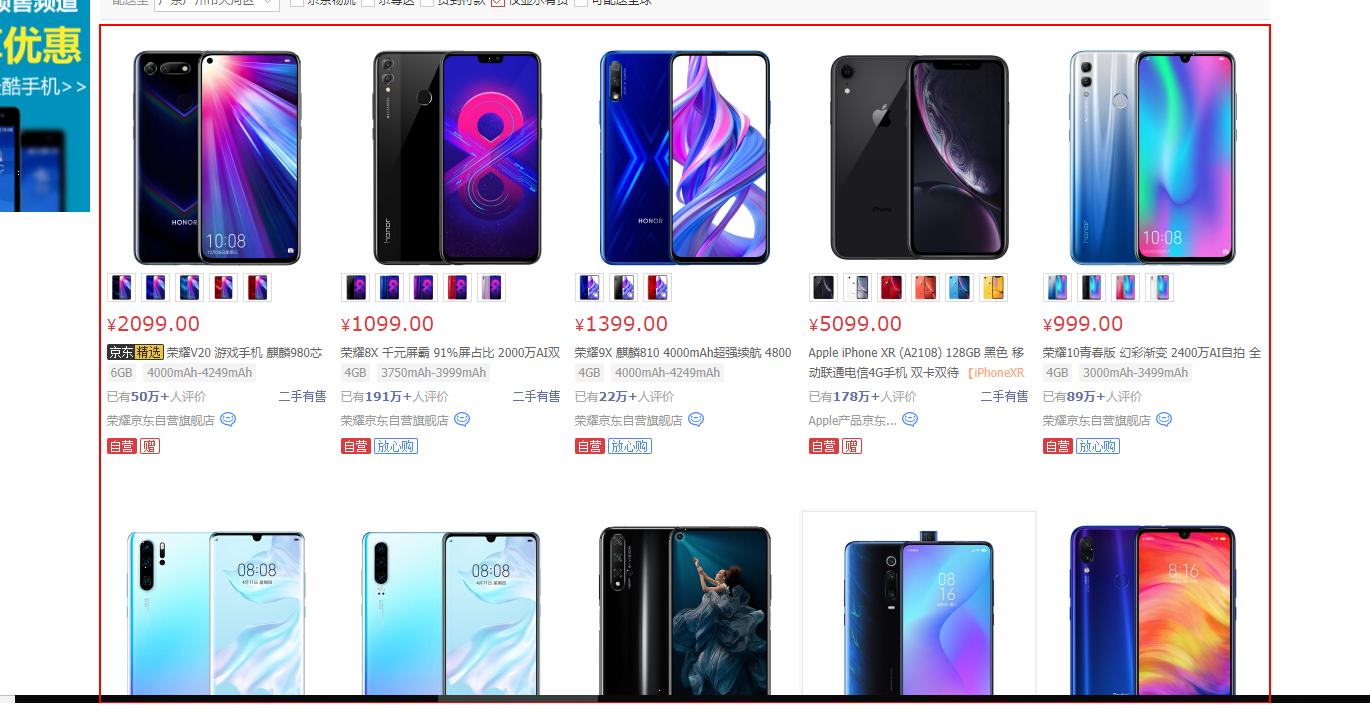 预售频道
优惠
酷手机>>
配送至
广东广州市天河区
京东物流
京尊达
货到付款
仅显示有货
可配送全球
HONOR
10:08
honor
HONOR
iPhone
honor
10:08
¥2099.00
¥1099.00
¥1399.00
¥5099.00
¥999.00
京东精选 荣耀V20 游戏手机 麒麟980芯
荣耀8X 千元屏霸 91%屏占比 2000万AI双
荣耀9X 麒麟810 4000mAh超强续航 4800
Apple iPhone XR (A2108) 128GB 黑色 移
动联通电信4G手机 双卡双待 【iPhoneXR
荣耀10青春版 幻彩渐变 2400万AI自拍 全
6GB 4000mAh-4249mAh
4GB 3750mAh-3999mAh
4GB 4000mAh-4249mAh
4GB 3000mAh-3499mAh
已有50万+人评价 二手有售
已有191万+人评价 二手有售
已有22万+人评价
已有178万+人评价 二手有售
已有89万+人评价
荣耀京东自营旗舰店
荣耀京东自营旗舰店
荣耀京东自营旗舰店
Apple产品京东...
荣耀京东自营旗舰店
自营 赠
自营 放心购
自营 放心购
自营 赠
自营 放心购
08:08
08:08
08
16
8:16